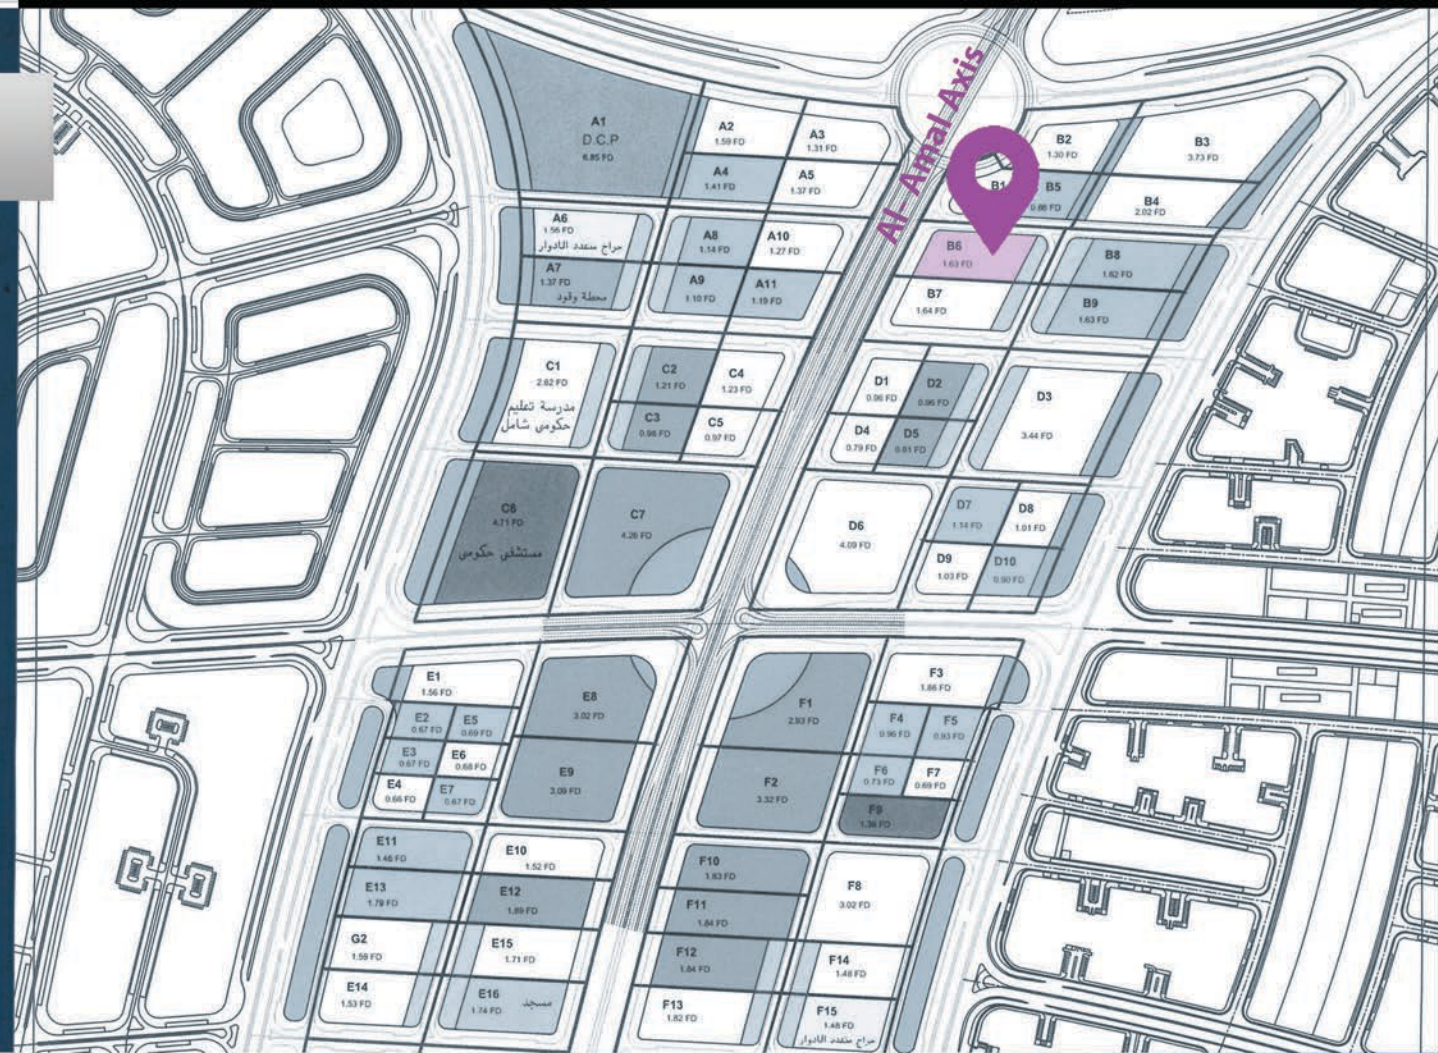 Al-Amal Axis
A1
D.C.P
6.85 FD
A2
1.59 FD
A3
1.31 FD
A4
1.41 FD
A5
1.37 FD
A6
1.56 FD
جراج متعدد الادوار
A7
1.37 FD
محطة وقود
A8
1.14 FD
A10
1.27 FD
A9
1.10 FD
A11
1.19 FD
B2
1.30 FD
B3
3.73 FD
B1
B5
0.86 FD
B4
2.02 FD
B6
1.63 FD
B8
1.62 FD
B7
1.64 FD
B9
1.63 FD
C1
2.82 FD
مدرسة تعليم
حكومى شامل
C2
1.21 FD
C4
1.23 FD
C3
0.98 FD
C5
0.97 FD
D1
0.96 FD
D2
0.96 FD
D3
3.44 FD
D4
0.79 FD
D5
0.81 FD
C6
4.71 FD
مستشفى حكومى
C7
4.26 FD
D6
4.09 FD
D7
1.14 FD
D8
1.01 FD
D9
1.03 FD
D10
0.90 FD
E1
1.56 FD
E2
0.67 FD
E5
0.69 FD
E3
0.67 FD
E6
0.68 FD
E4
0.66 FD
E7
0.67 FD
E8
3.02 FD
E9
3.09 FD
F1
2.93 FD
F2
3.32 FD
F3
1.86 FD
F4
0.96 FD
F5
0.93 FD
F6
0.73 FD
F7
0.69 FD
F9
1.36 FD
E11
1.46 FD
E10
1.52 FD
E13
1.79 FD
E12
1.89 FD
G2
1.59 FD
E15
1.71 FD
E14
1.53 FD
E16
1.74 FD
مسجد
F10
1.83 FD
F8
3.02 FD
F11
1.84 FD
F12
1.84 FD
F14
1.48 FD
F13
1.82 FD
F15
1.48 FD
جراج متعدد الادوار